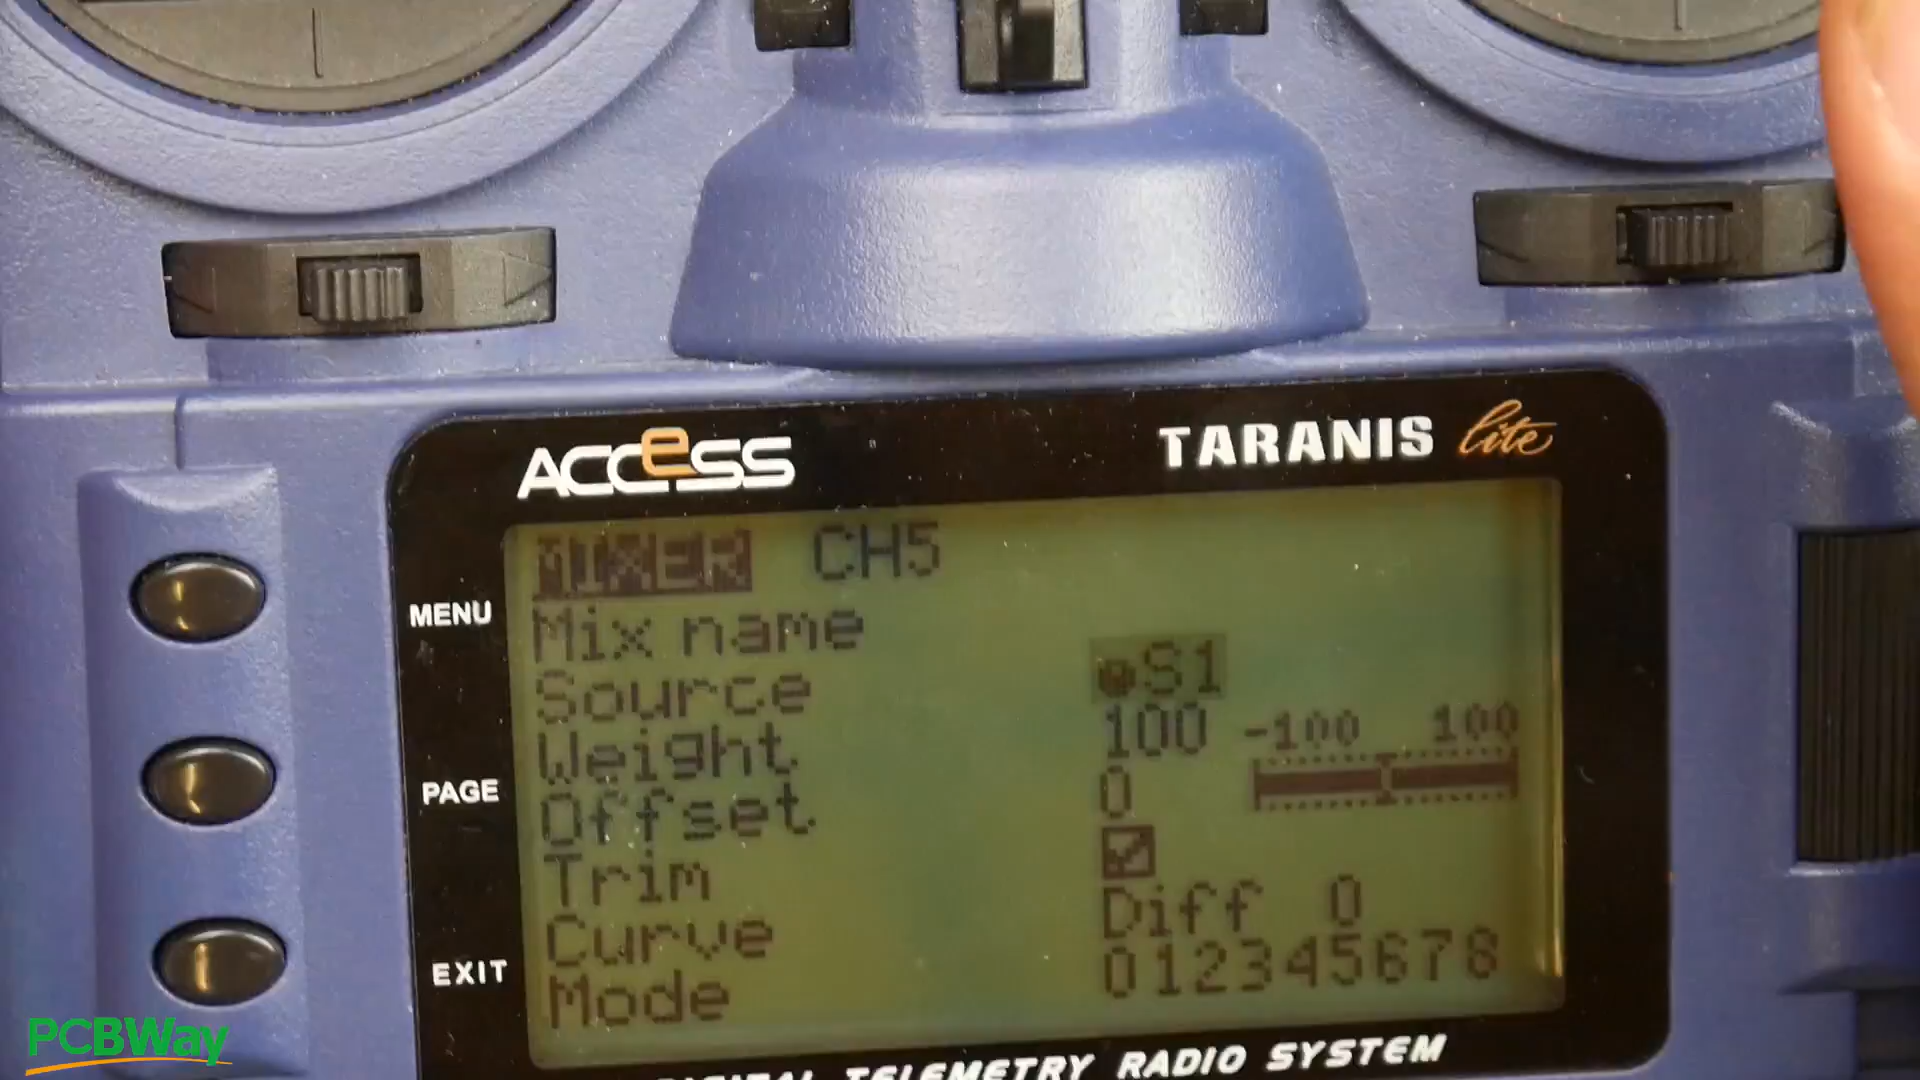 ACCeSS
TARANIS lite
MIXER CH5
MENU
Mix name
Source S1
Weight 100 -100 100
PAGE
Offset 0
Trim
Curve Diff 0
EXIT
Mode 012345678
DIGITAL TELEMETRY RADIO SYSTEM
PCBWay